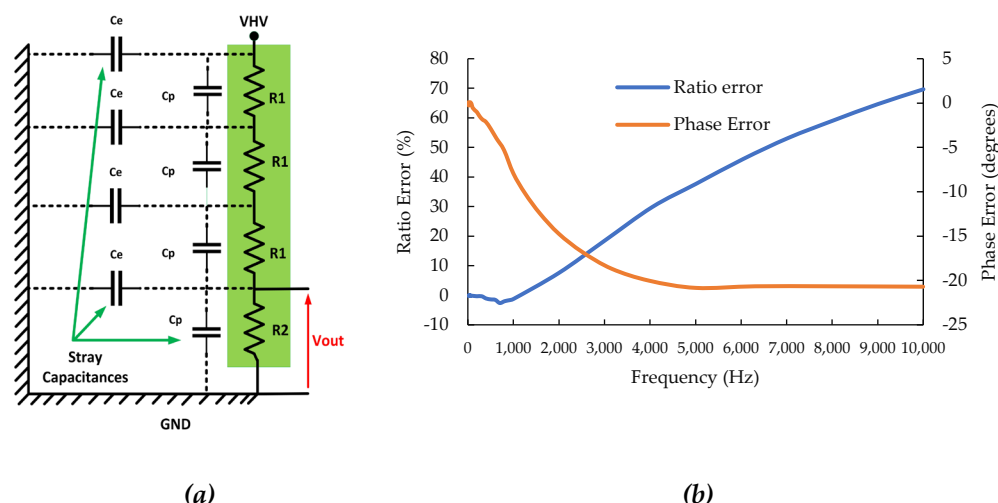 Ce
VHV
Cp
R1
Ce
Cp
R1
Ce
Cp
R1
Ce
Cp
R2
Vout
Stray
Capacitances
GND
(a)
Ratio Error (%)
80
70
60
50
40
30
20
10
0
-10
Ratio error
Phase Error
5
0
-5
-10
-15
-20
-25
Phase Error (degrees)
0 1,000 2,000 3,000 4,000 5,000 6,000 7,000 8,000 9,000 10,000
Frequency (Hz)
(b)